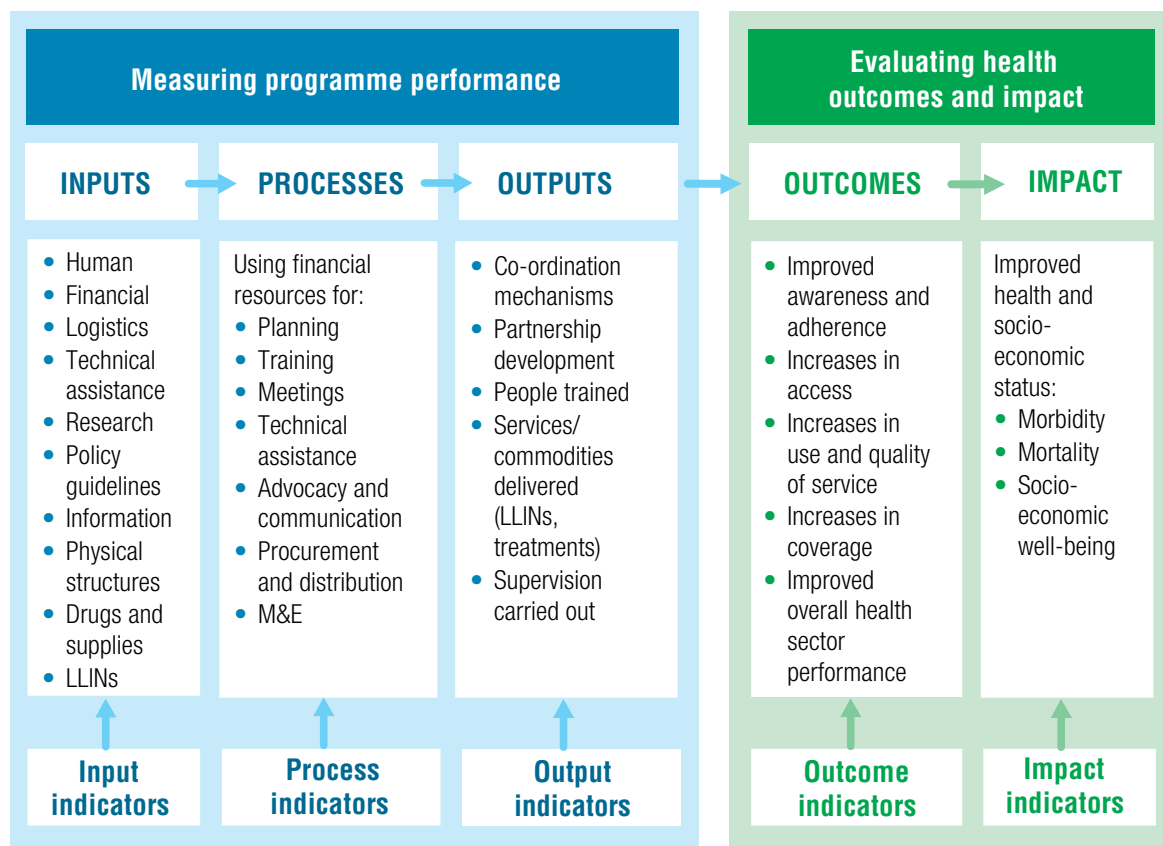 Measuring programme performance
Evaluating health
outcomes and impact
INPUTS
PROCESSES
OUTPUTS
OUTCOMES
IMPACT
• Human
• Financial
• Logistics
• Technical
assistance
• Research
• Policy
guidelines
• Information
• Physical
structures
• Drugs and
supplies
• LLINs
Using financial
resources for:
• Planning
• Training
• Meetings
• Technical
assistance
• Advocacy and
communication
• Procurement
and distribution
• M&E
• Co-ordination
mechanisms
• Partnership
development
• People trained
• Services/
commodities
delivered
(LLINs,
treatments)
• Supervision
carried out
• Improved
awareness and
adherence
• Increases in
access
• Increases in
use and quality
of service
• Increases in
coverage
• Improved
overall health
sector
performance
Improved
health and
socio-
economic
status:
• Morbidity
• Mortality
• Socio-
economic
well-being
Input
indicators
Process
indicators
Output
indicators
Outcome
indicators
Impact
indicators